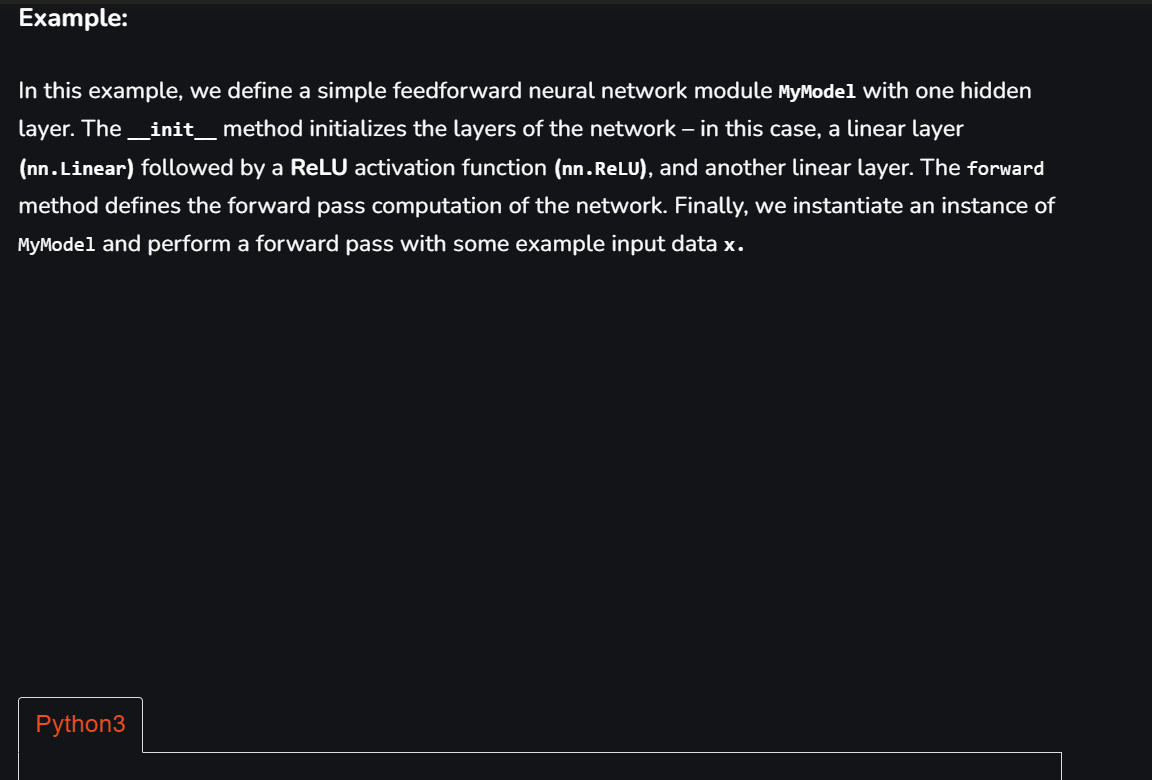 Example:
In this example, we define a simple feedforward neural network module MyModel with one hidden
layer. The __init__ method initializes the layers of the network – in this case, a linear layer
(nn.Linear) followed by a ReLU activation function (nn.ReLU), and another linear layer. The forward
method defines the forward pass computation of the network. Finally, we instantiate an instance of
MyModel and perform a forward pass with some example input data x.
Python3